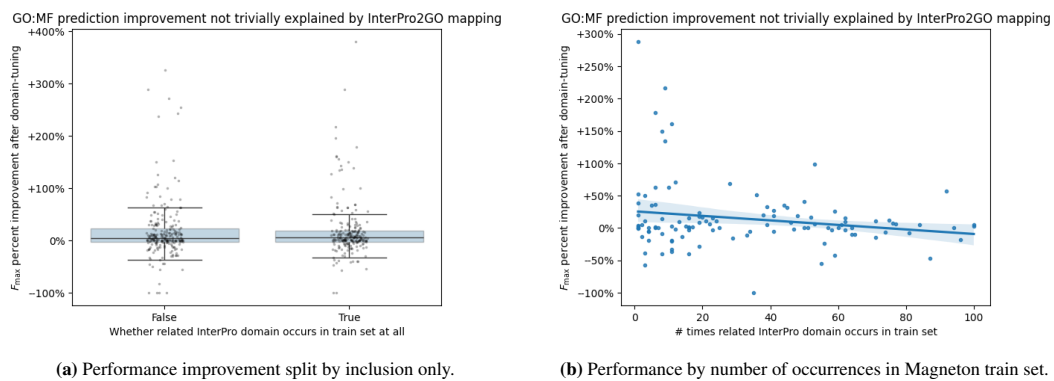 GO:MF prediction improvement not trivially explained by InterPro2GO mapping
+400%
+300%
+200%
+100%
0%
−100%
F_max percent improvement after domain-tuning
False
True
Whether related InterPro domain occurs in train set at all
(a) Performance improvement split by inclusion only.
GO:MF prediction improvement not trivially explained by InterPro2GO mapping
+300%
+250%
+200%
+150%
+100%
+50%
0%
−50%
−100%
F_max percent improvement after domain-tuning
0 20 40 60 80 100
# times related InterPro domain occurs in train set
(b) Performance by number of occurrences in Magneton train set.